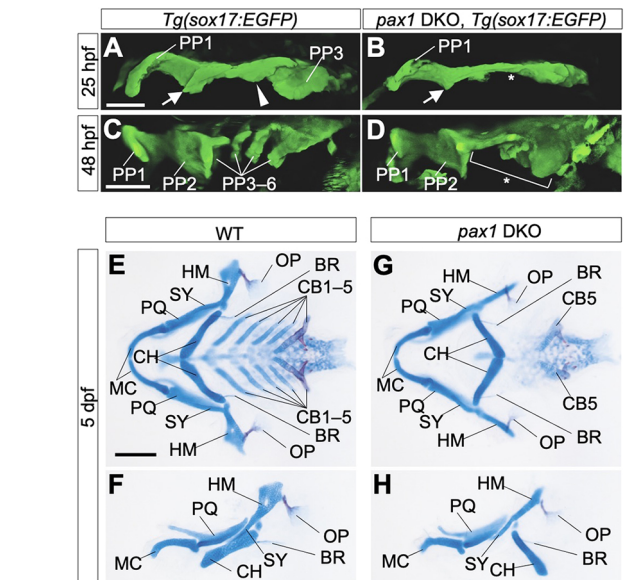 Tg(sox17:EGFP)
pax1 DKO, Tg(sox17:EGFP)
25 hpf
A
PP1
PP3
B
PP1
*
48 hpf
C
PP1
PP2
PP3–6
D
PP1
PP2
*
WT
pax1 DKO
5 dpf
E
HM
OP
BR
SY
CB1–5
PQ
CH
MC
PQ
SY
CB1–5
BR
HM
OP
G
HM
OP
BR
SY
CB5
PQ
CH
MC
PQ
CB5
SY
BR
HM
OP
F
HM
PQ
OP
MC
SY
BR
CH
H
HM
PQ
OP
MC
SY
BR
CH